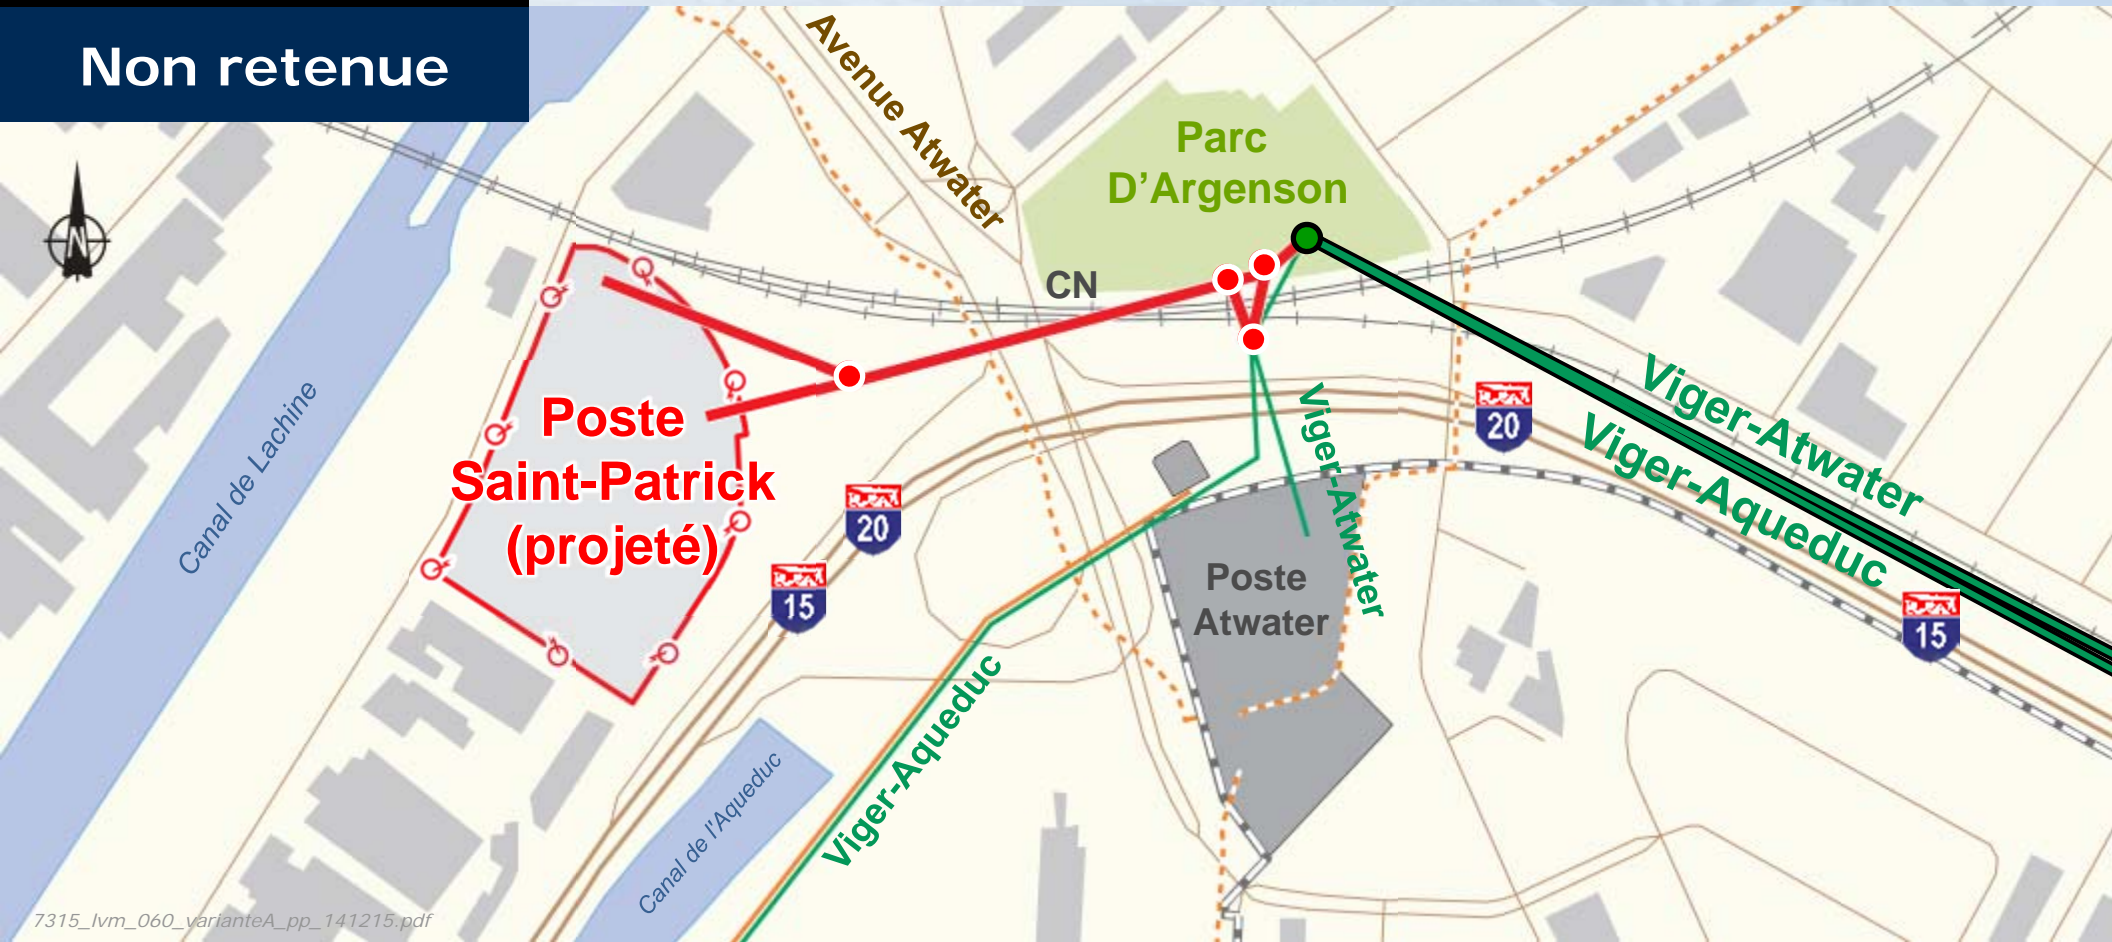 Non retenue
Avenue Atwater
Parc
D'Argenson
N
CN
Canal de Lachine
Poste
Saint-Patrick
(projeté)
20
15
20
Viger-Atwater
Viger-Aqueduc
15
Viger-Atwater
Poste
Atwater
Viger-Aqueduc
Canal de l'Aqueduc
7315_lvm_060_varianteA_pp_141215.pdf